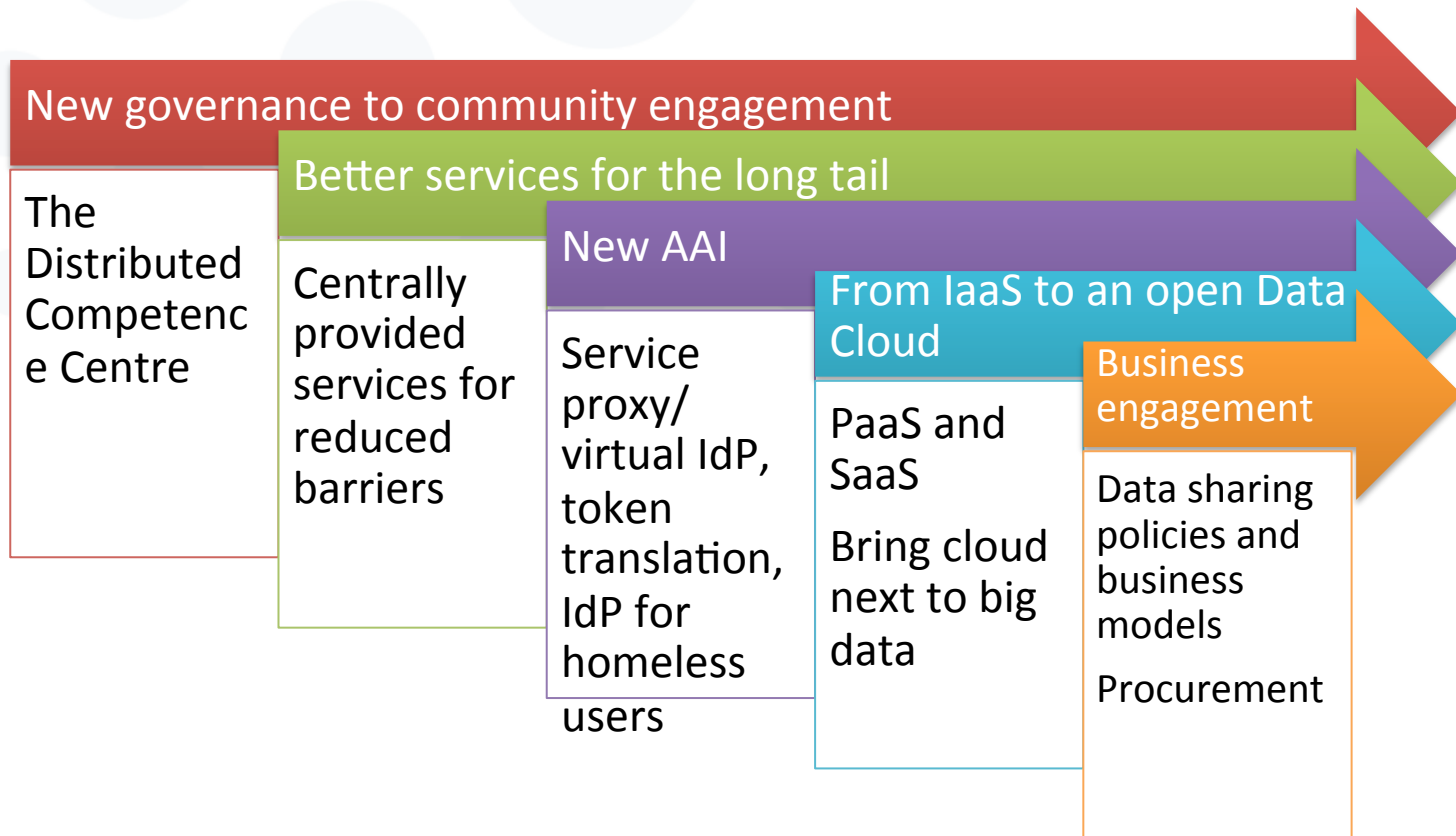 New governance to community engagement
The
Distributed
Competenc
e Centre
Better services for the long tail
Centrally
provided
services for
reduced
barriers
New AAI
Service
proxy/
virtual IdP,
token
translation,
IdP for
homeless
users
From IaaS to an open Data
Cloud
PaaS and
SaaS
Bring cloud
next to big
data
Business
engagement
Data sharing
policies and
business
models
Procurement